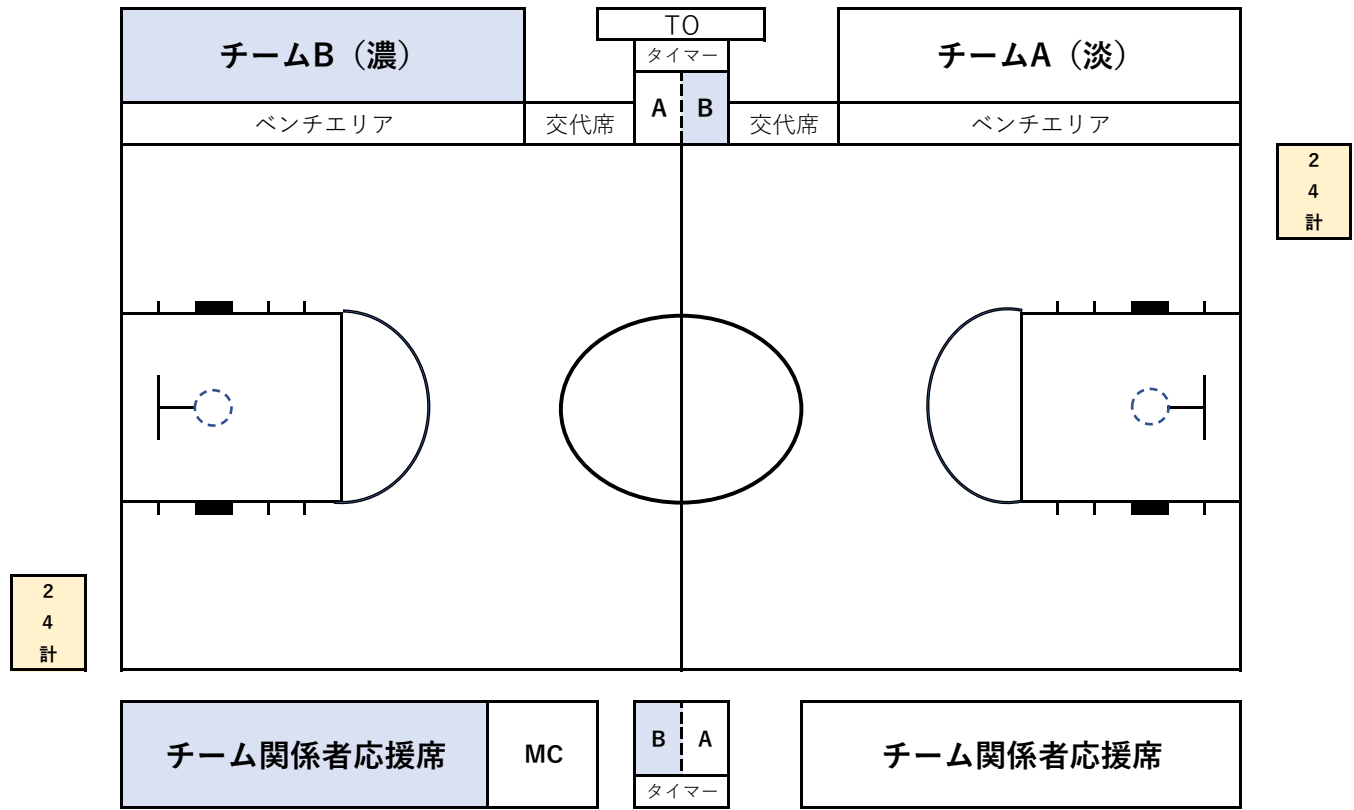 チームB（濃）
TO
チームA（淡）
タイマー
A B
ベンチエリア
交代席
交代席
ベンチエリア
2
4
計
2
4
計
チーム関係者応援席
MC
B A
タイマー
チーム関係者応援席